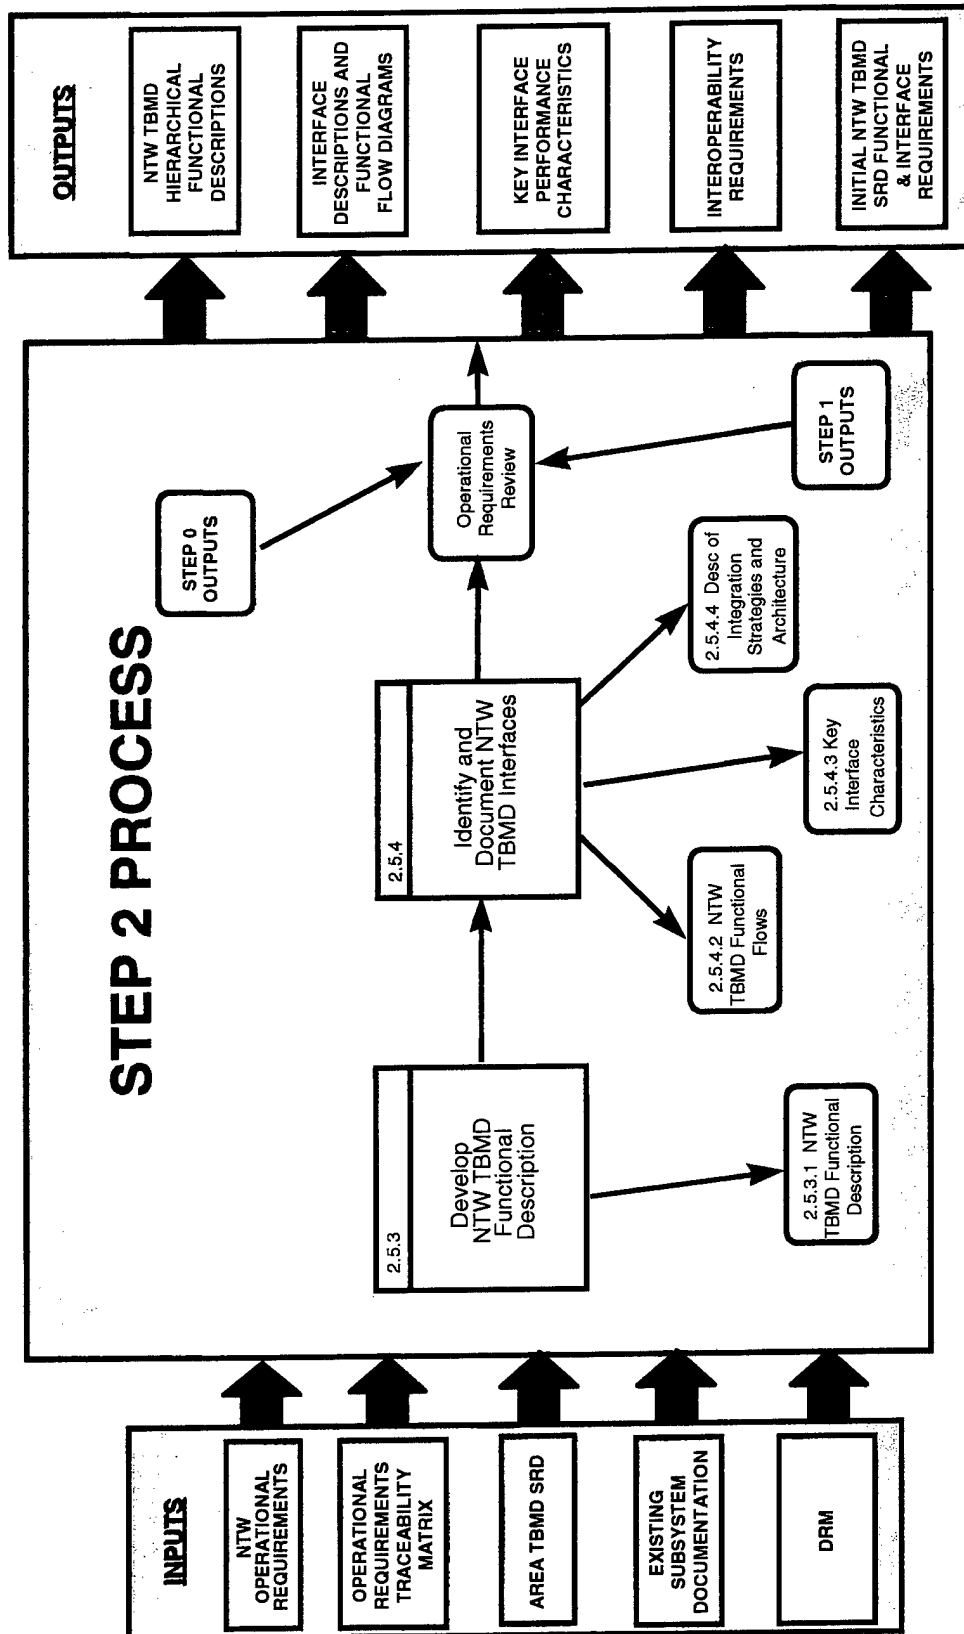 STEP 2 PROCESS
INPUTS
NTW
OPERATIONAL
REQUIREMENTS
OPERATIONAL
REQUIREMENTS
TRACEABILITY
MATRIX
AREA TBMD SRD
EXISTING
SUBSYSTEM
DOCUMENTATION
DRM
2.5.3
Develop
NTW TBMD
Functional
Description
2.5.3.1 NTW
TBMD Functional
Description
2.5.4
Identify and
Document NTW
TBMD Interfaces
2.5.4.2 NTW
TBMD Functional
Flows
2.5.4.3 Key
Interface
Characteristics
2.5.4.4 Desc of
Integration
Strategies and
Architecture
STEP 0
OUTPUTS
Operational
Requirements
Review
STEP 1
OUTPUTS
OUTPUTS
NTW TBMD
HIERARCHICAL
FUNCTIONAL
DESCRIPTIONS
INTERFACE
DESCRIPTIONS AND
FUNCTIONAL
FLOW DIAGRAMS
KEY INTERFACE
PERFORMANCE
CHARACTERISTICS
INTEROPERABILITY
REQUIREMENTS
INITIAL NTW TBMD
SRD FUNCTIONAL
& INTERFACE
REQUIREMENTS